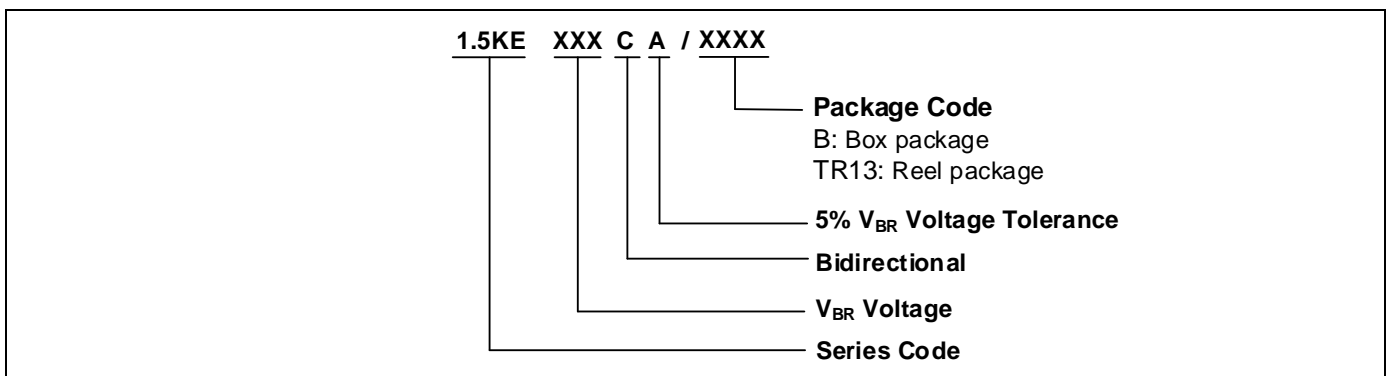 1.5KE XXX C A / XXXX
Package Code
B: Box package
TR13: Reel package
5% VBR Voltage Tolerance
Bidirectional
VBR Voltage
Series Code